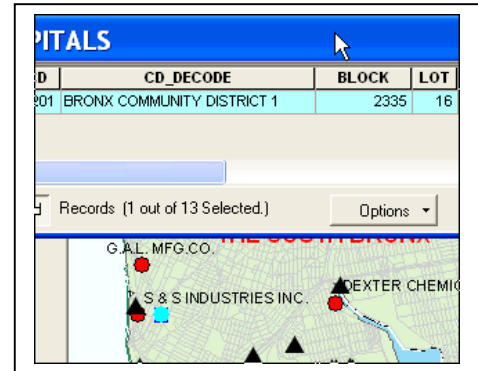 PITALS
CD_DECODE BLOCK LOT
201 BRONX COMMUNITY DISTRICT 1 2335 16
Records (1 out of 13 Selected.) Options
THE SOUTH BRONX
G.A.L. MFG.CO.
DEXTER CHEMIC
S & S INDUSTRIES INC.